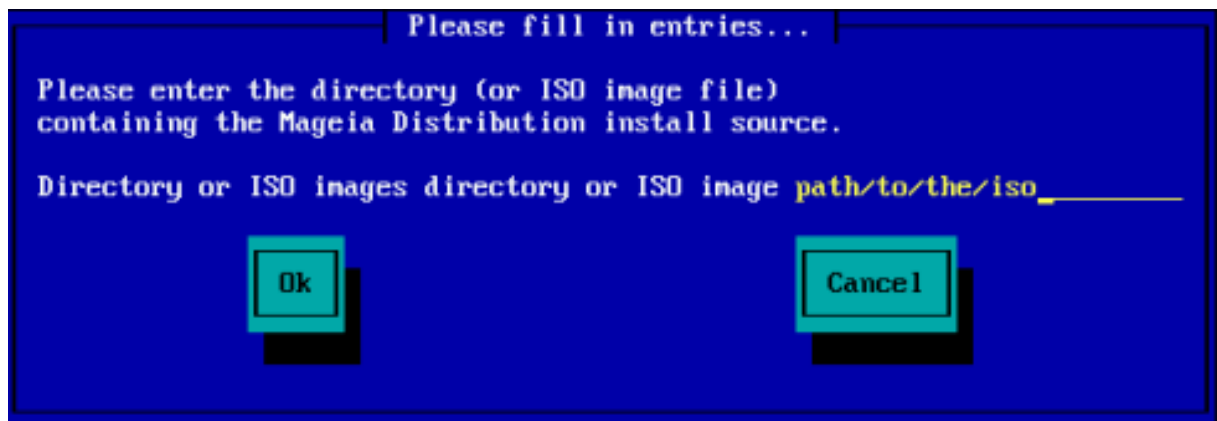 Please fill in entries...
Please enter the directory (or ISO image file)
containing the Mageia Distribution install source.
Directory or ISO images directory or ISO image path/to/the/iso
Ok Cancel